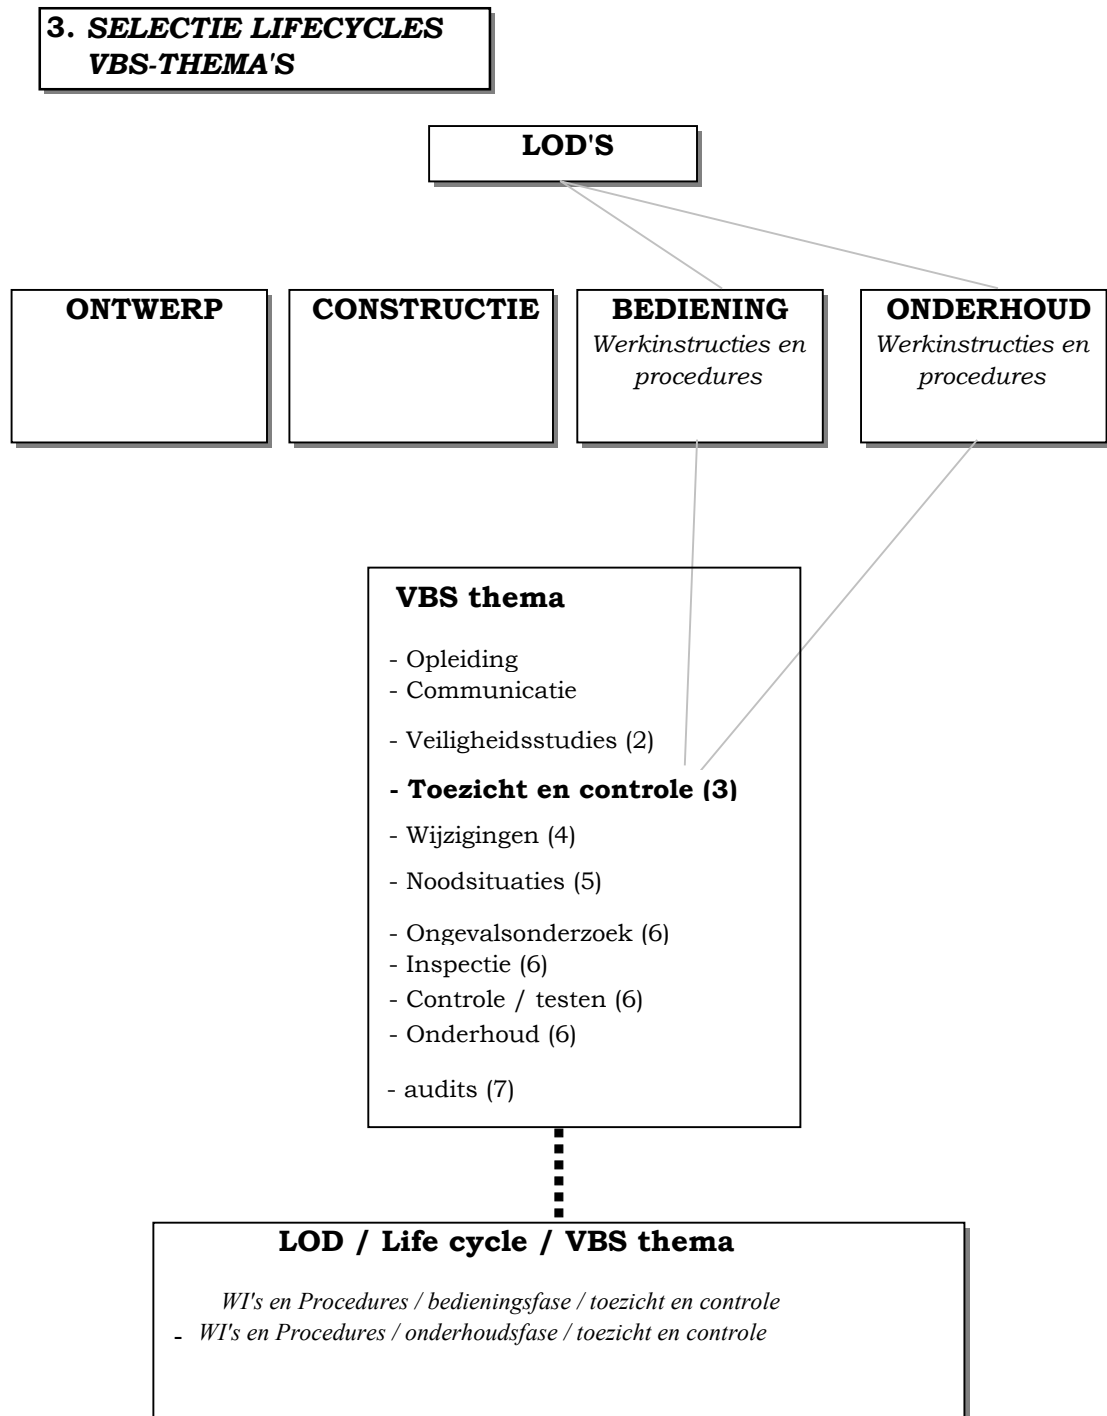 3. SELECTIE LIFECYCLES
VBS-THEMA'S
LOD'S
ONTWERP
CONSTRUCTIE
BEDIENING
Werkinstructies en
procedures
ONDERHOUD
Werkinstructies en
procedures
VBS thema
- Opleiding
- Communicatie
- Veiligheidsstudies (2)
- Toezicht en controle (3)
- Wijzigingen (4)
- Noodsituaties (5)
- Ongevalsonderzoek (6)
- Inspectie (6)
- Controle / testen (6)
- Onderhoud (6)
- audits (7)
LOD / Life cycle / VBS thema
WI's en Procedures / bedieningsfase / toezicht en controle
- WI's en Procedures / onderhoudsfase / toezicht en controle